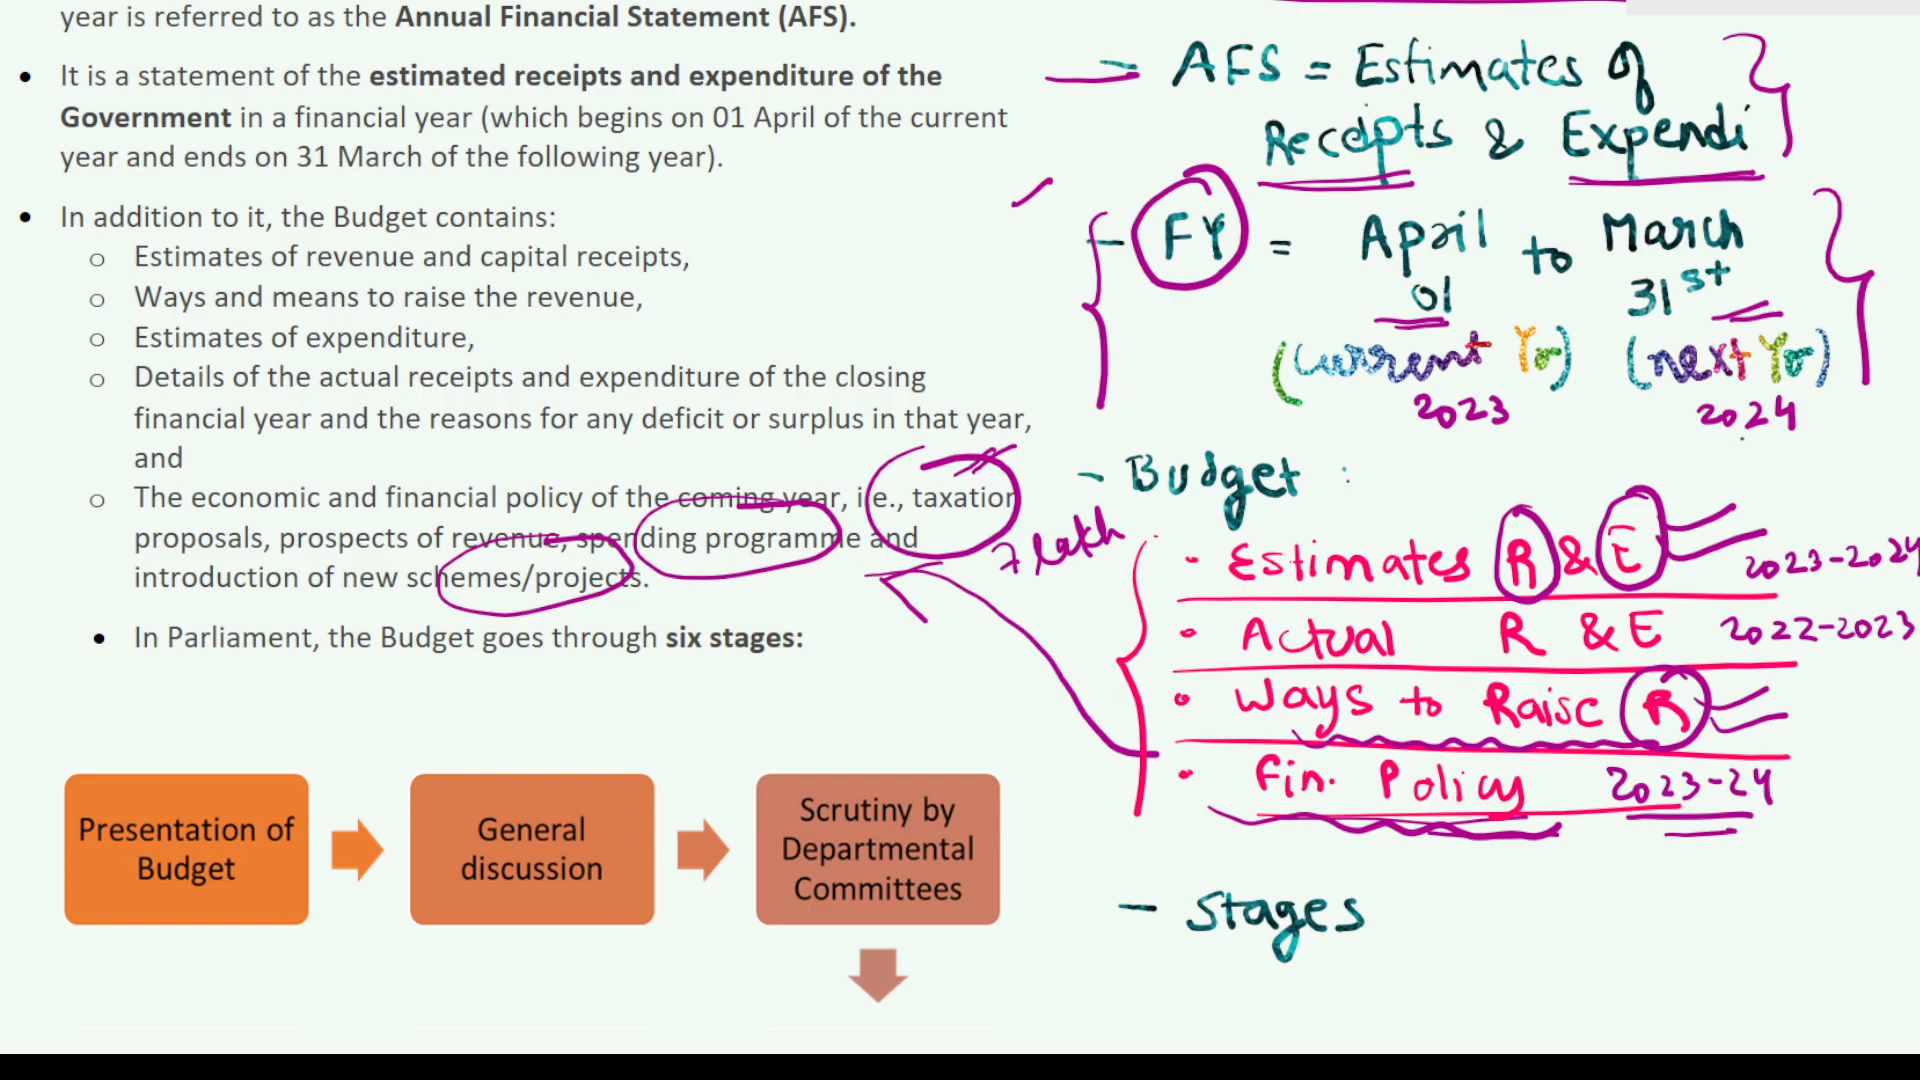 year is referred to as the Annual Financial Statement (AFS).
• It is a statement of the estimated receipts and expenditure of the
Government in a financial year (which begins on 01 April of the current
year and ends on 31 March of the following year).
• In addition to it, the Budget contains:
o Estimates of revenue and capital receipts,
o Ways and means to raise the revenue,
o Estimates of expenditure,
o Details of the actual receipts and expenditure of the closing
financial year and the reasons for any deficit or surplus in that year,
and
o The economic and financial policy of the coming year, i.e., taxation
proposals, prospects of revenue, spending programme and
introduction of new schemes/projects.
• In Parliament, the Budget goes through six stages:
Presentation of
Budget
General
discussion
Scrutiny by
Departmental
Committees
- AFS = Estimates of
Receipts & Expendi
- FY = April to March
01 31st
(current Yr) (next Yr)
2023 2024
- Budget :
7 lakh
• Estimates R & E 2023-2024
• Actual R & E 2022-2023
• Ways to Raise R
• Fin. Policy 2023-24
- Stages